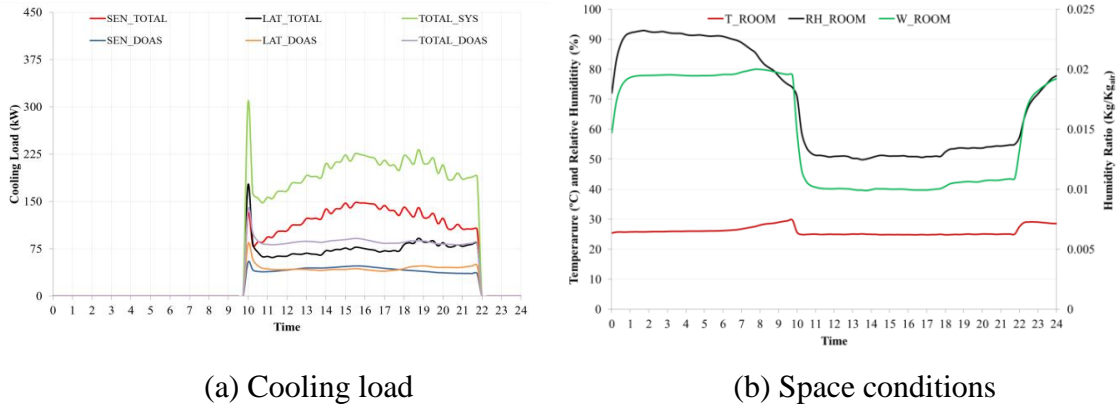 SEN_TOTAL LAT_TOTAL TOTAL_SYS
SEN_DOAS LAT_DOAS TOTAL_DOAS
Cooling Load (kW)
450
375
300
225
150
75
0
0 1 2 3 4 5 6 7 8 9 10 11 12 13 14 15 16 17 18 19 20 21 22 23 24
Time
(a) Cooling load
T_ROOM RH_ROOM W_ROOM
Temperarure (°C) and Relative Humiditity (%)
100
90
80
70
60
50
40
30
20
10
0
0.025
0.02
0.015
0.01
0.005
0
Humidity Ratio (Kg/Kgair)
0 1 2 3 4 5 6 7 8 9 10 11 12 13 14 15 16 17 18 19 20 21 22 23 24
Time
(b) Space conditions